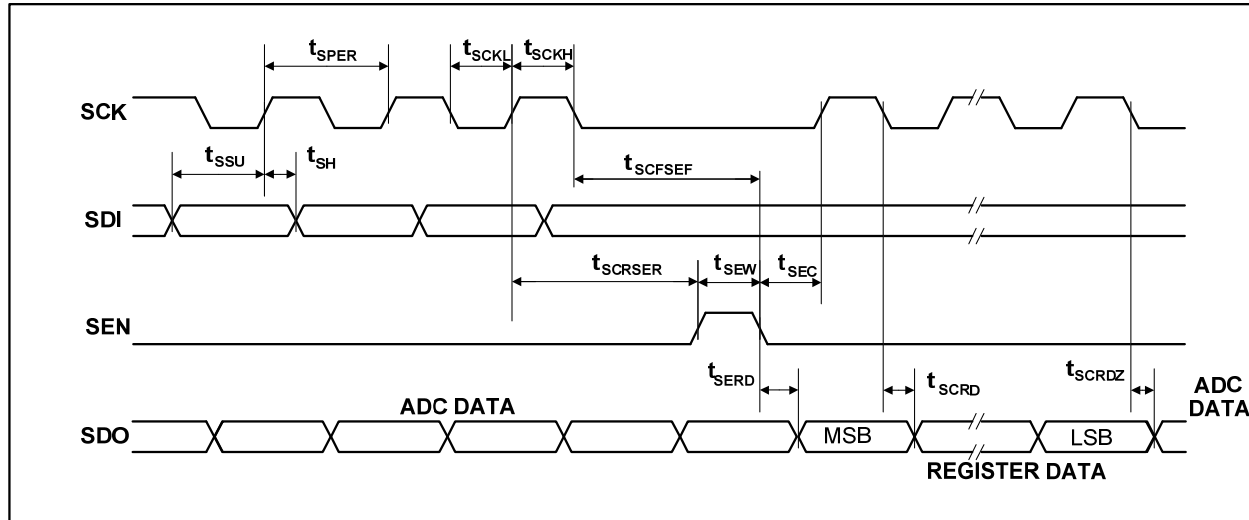 tSPER
tSCKL
tSCKH
SCK
tSSU
tSH
tSCFSEF
SDI
tSCRSER
tSEW
tSEC
SEN
tSERD
tSCRD
tSCRDZ
ADC
DATA
ADC DATA
SDO
MSB
LSB
REGISTER DATA